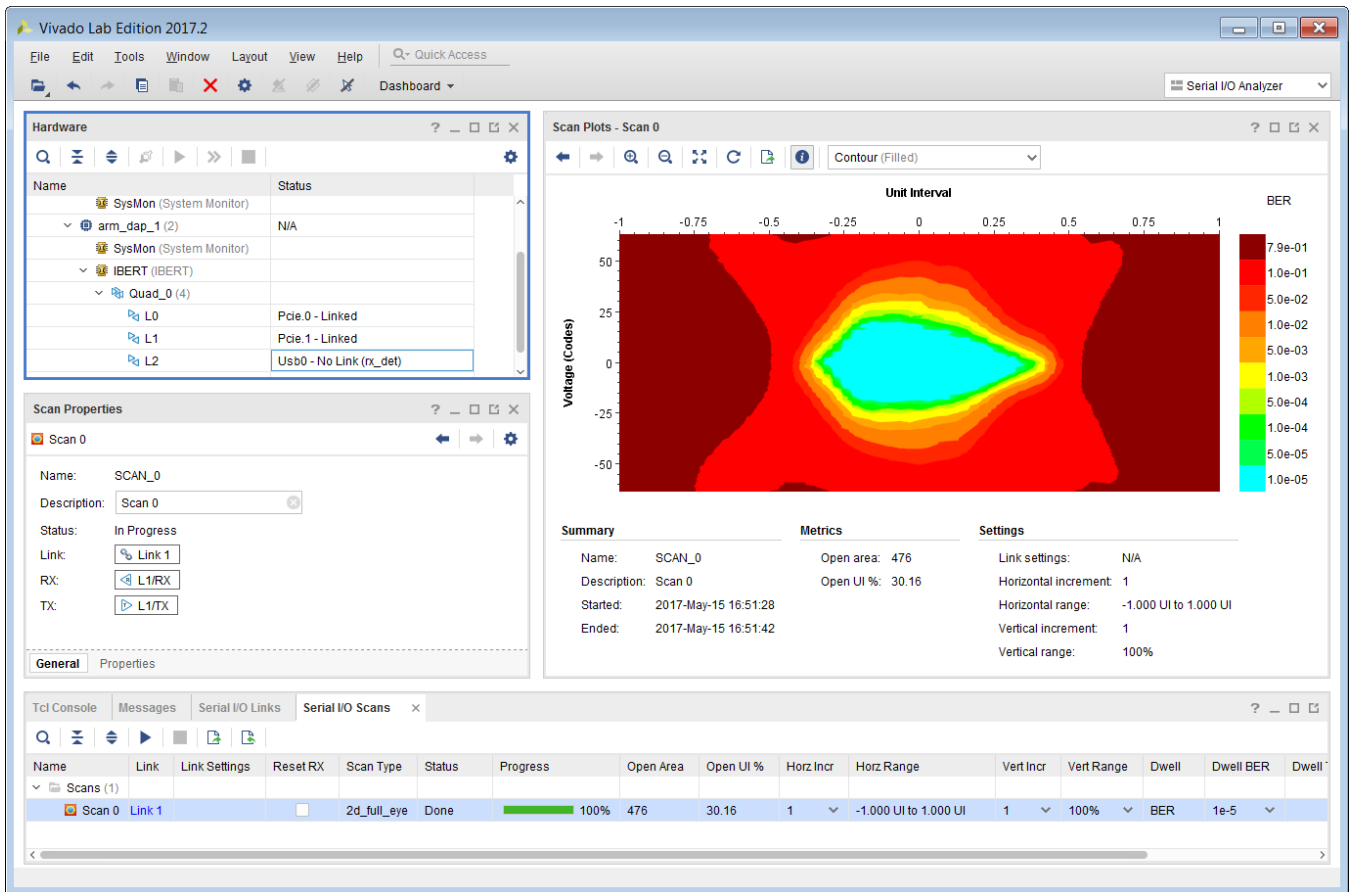 Vivado Lab Edition 2017.2
File Edit Tools Window Layout View Help Quick Access
Dashboard Serial I/O Analyzer
Hardware
Name Status
SysMon (System Monitor)
arm_dap_1 (2) N/A
SysMon (System Monitor)
IBERT (IBERT)
Quad_0 (4)
L0 Pcie.0 - Linked
L1 Pcie.1 - Linked
L2 Usb0 - No Link (rx_det)
Scan Properties
Scan 0
Name: SCAN_0
Description: Scan 0
Status: In Progress
Link: Link 1
RX: L1/RX
TX: L1/TX
General Properties
Scan Plots - Scan 0
Contour (Filled)
Unit Interval
BER
-1 -0.75 -0.5 -0.25 0 0.25 0.5 0.75 1
Voltage (Codes)
50
25
0
-25
-50
7.9e-01
1.0e-01
5.0e-02
1.0e-02
5.0e-03
1.0e-03
5.0e-04
1.0e-04
5.0e-05
1.0e-05
Summary
Name: SCAN_0
Description: Scan 0
Started: 2017-May-15 16:51:28
Ended: 2017-May-15 16:51:42
Metrics
Open area: 476
Open UI %: 30.16
Settings
Link settings: N/A
Horizontal increment: 1
Horizontal range: -1.000 UI to 1.000 UI
Vertical increment: 1
Vertical range: 100%
Tcl Console Messages Serial I/O Links Serial I/O Scans
Name Link Link Settings Reset RX Scan Type Status Progress Open Area Open UI % Horz Incr Horz Range Vert Incr Vert Range Dwell Dwell BER Dwell
Scans (1)
Scan 0 Link 1 2d_full_eye Done 100% 476 30.16 1 -1.000 UI to 1.000 UI 1 100% BER 1e-5